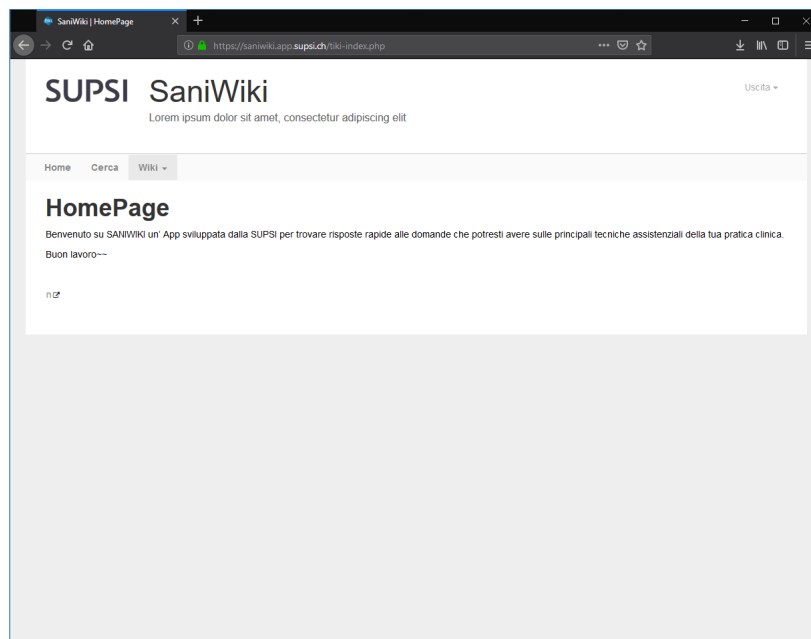 SaniWiki | HomePage
https://saniwiki.app.supsi.ch/tiki-index.php
SUPSI SaniWiki
Uscita
Lorem ipsum dolor sit amet, consectetur adipiscing elit
Home Cerca Wiki
HomePage
Benvenuto su SANIWIKI un' App sviluppata dalla SUPSI per trovare risposte rapide alle domande che potresti avere sulle principali tecniche assistenziali della tua pratica clinica.
Buon lavoro~~
n